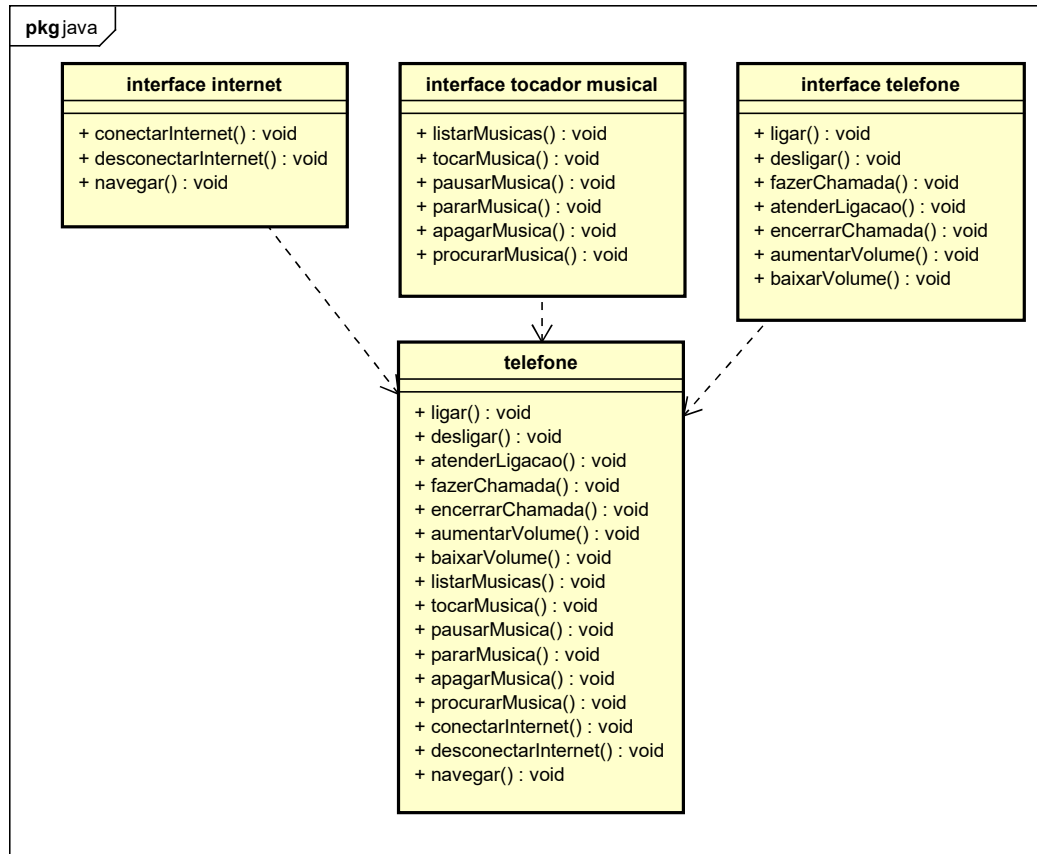 pkg java
interface internet
+ conectarInternet() : void
+ desconectarInternet() : void
+ navegar() : void
interface tocador musical
+ listarMusicas() : void
+ tocarMusica() : void
+ pausarMusica() : void
+ pararMusica() : void
+ apagarMusica() : void
+ procurarMusica() : void
interface telefone
+ ligar() : void
+ desligar() : void
+ fazerChamada() : void
+ atenderLigacao() : void
+ encerrarChamada() : void
+ aumentarVolume() : void
+ baixarVolume() : void
telefone
+ ligar() : void
+ desligar() : void
+ atenderLigacao() : void
+ fazerChamada() : void
+ encerrarChamada() : void
+ aumentarVolume() : void
+ baixarVolume() : void
+ listarMusicas() : void
+ tocarMusica() : void
+ pausarMusica() : void
+ pararMusica() : void
+ apagarMusica() : void
+ procurarMusica() : void
+ conectarInternet() : void
+ desconectarInternet() : void
+ navegar() : void